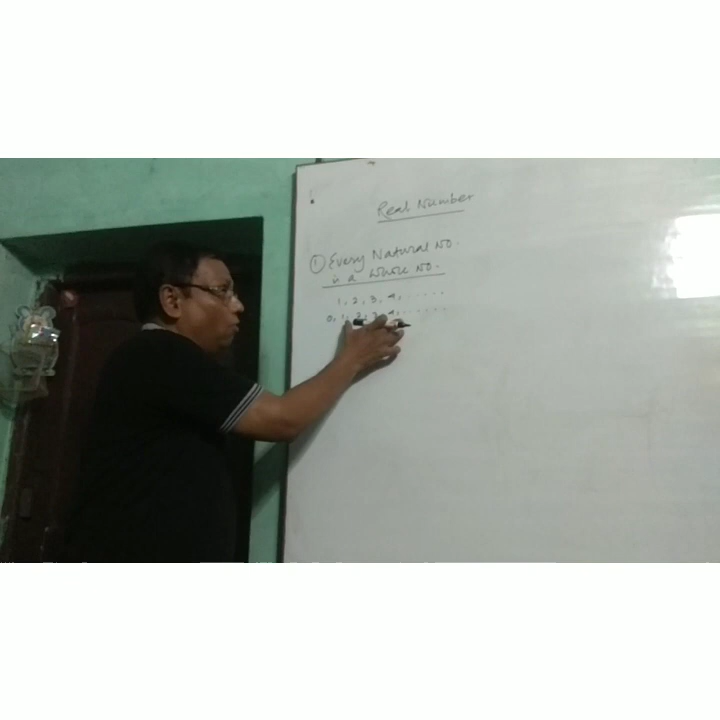 Real Number
① Every Natural no.
is a whole no.
1, 2, 3, 4, ......
0, 1, 2, 3, 4, ......